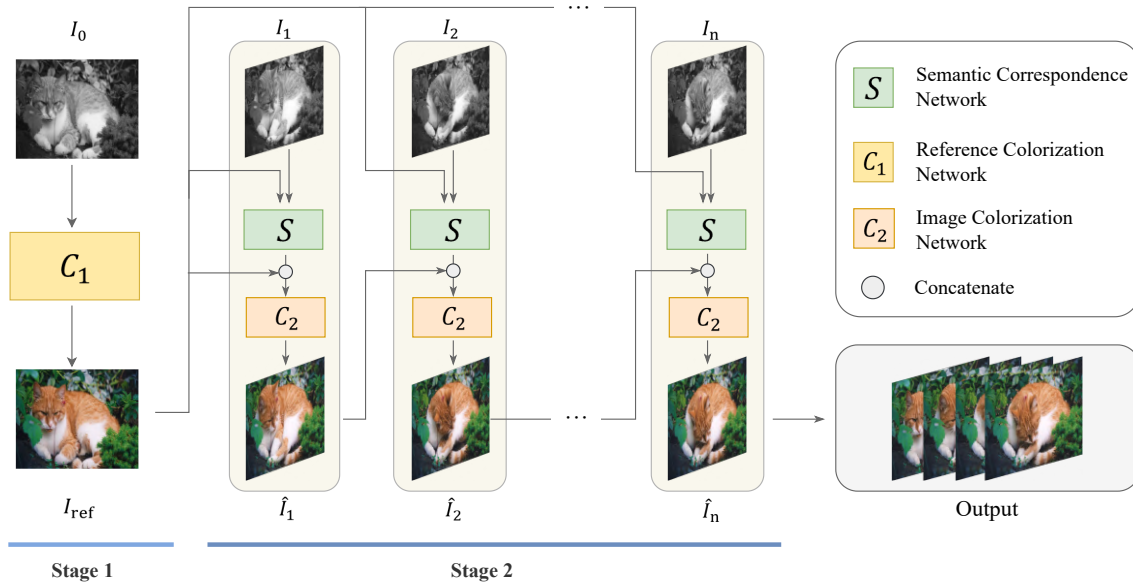 I₀
I₁
I₂
...
Iₙ
S
Semantic Correspondence
Network
C₁
Reference Colorization
Network
C₂
Image Colorization
Network
Concatenate
C₁
S
S
S
C₂
C₂
C₂
...
I_ref
Î₁
Î₂
Îₙ
Output
Stage 1
Stage 2